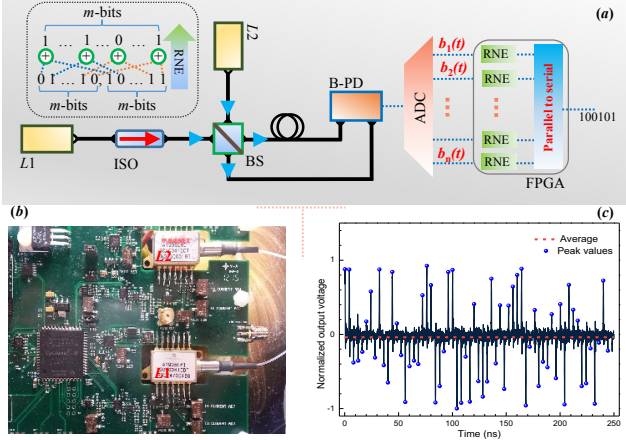 m-bits
(a)
1 ... 1 ... 0 ... 1
+ + + +
RNE
0 1 ... 1 0, 1 0 ... 1 1
m-bits
m-bits
L2
B-PD
L1
ISO
BS
ADC
b1(t)
b2(t)
bn(t)
RNE
RNE
RNE
RNE
Parallel to serial
100101
FPGA
(b)
L2
L1
(c)
Average
Peak values
Normalized output voltage
1
0
-1
0
50
100
150
200
250
Time (ns)